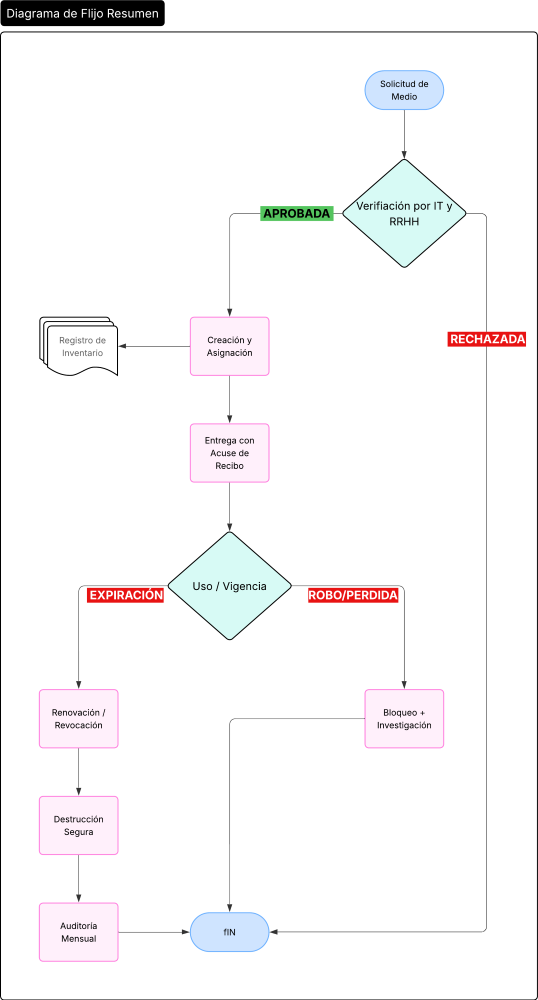 Diagrama de Flijo Resumen
Solicitud de
Medio
Verifiación por IT y
RRHH
APROBADA
RECHAZADA
Registro de
Inventario
Creación y
Asignación
Entrega con
Acuse de
Recibo
Uso / Vigencia
EXPIRACIÓN
ROBO/PERDIDA
Renovación /
Revocación
Bloqueo +
Investigación
Destrucción
Segura
Auditoría
Mensual
fIN